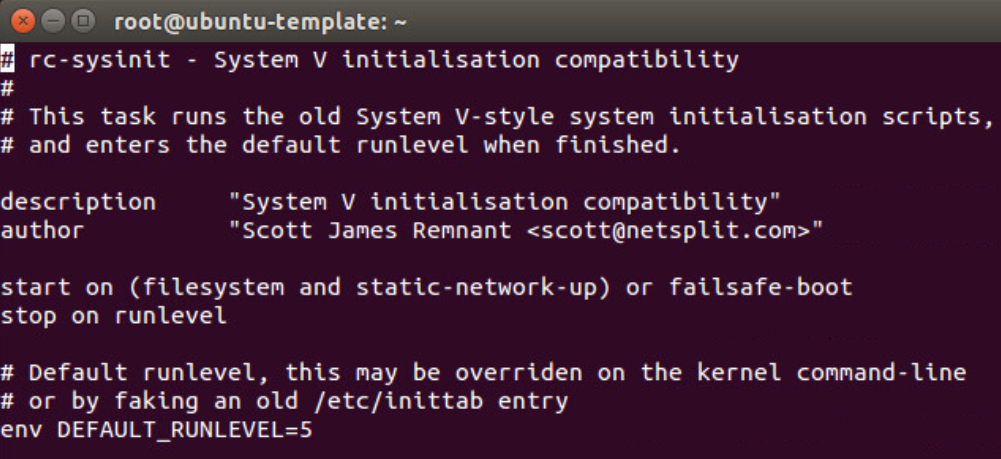 root@ubuntu-template: ~
# rc-sysinit - System V initialisation compatibility
#
# This task runs the old System V-style system initialisation scripts,
# and enters the default runlevel when finished.
description "System V initialisation compatibility"
author "Scott James Remnant <scott@netsplit.com>"
start on (filesystem and static-network-up) or failsafe-boot
stop on runlevel
# Default runlevel, this may be overriden on the kernel command-line
# or by faking an old /etc/inittab entry
env DEFAULT_RUNLEVEL=5